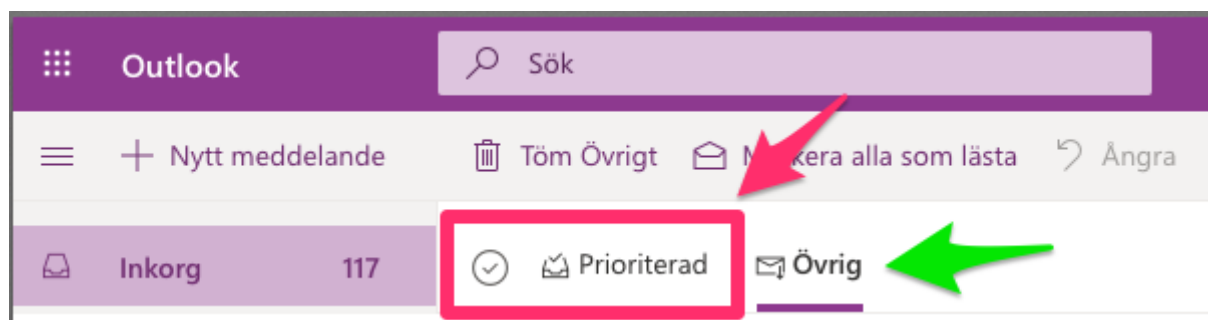 Outlook
Sök
Nytt meddelande Töm Övrigt alla som lästa Ångra
Inkorg 117 Prioriterad Övrig